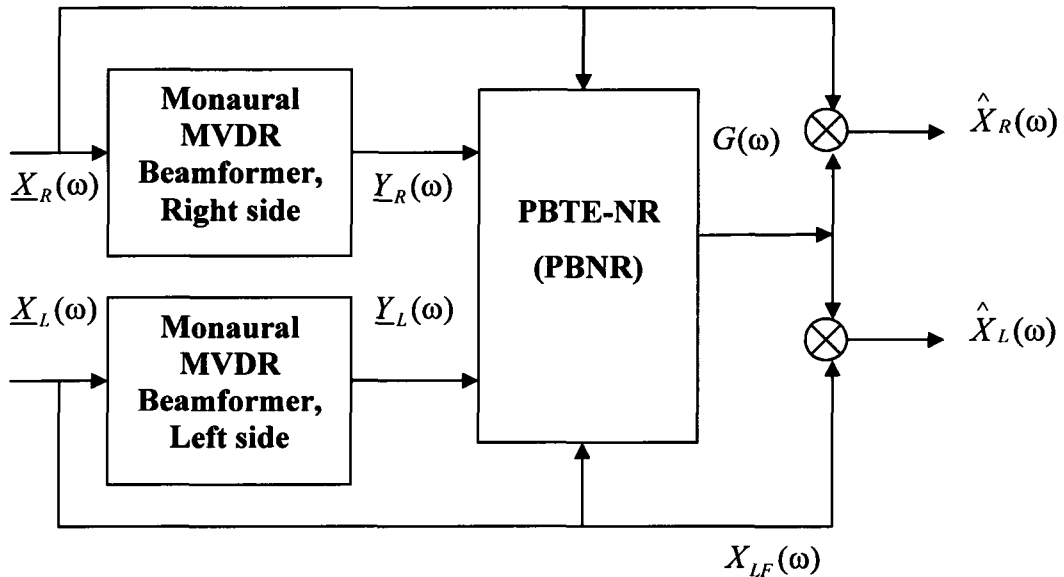 Monaural
MVDR
Beamformer,
Right side
X_R(ω)
Y_R(ω)
PBTE-NR
(PBNR)
G(ω)
X̂_R(ω)
X_L(ω)
Monaural
MVDR
Beamformer,
Left side
Y_L(ω)
X̂_L(ω)
X_LF(ω)